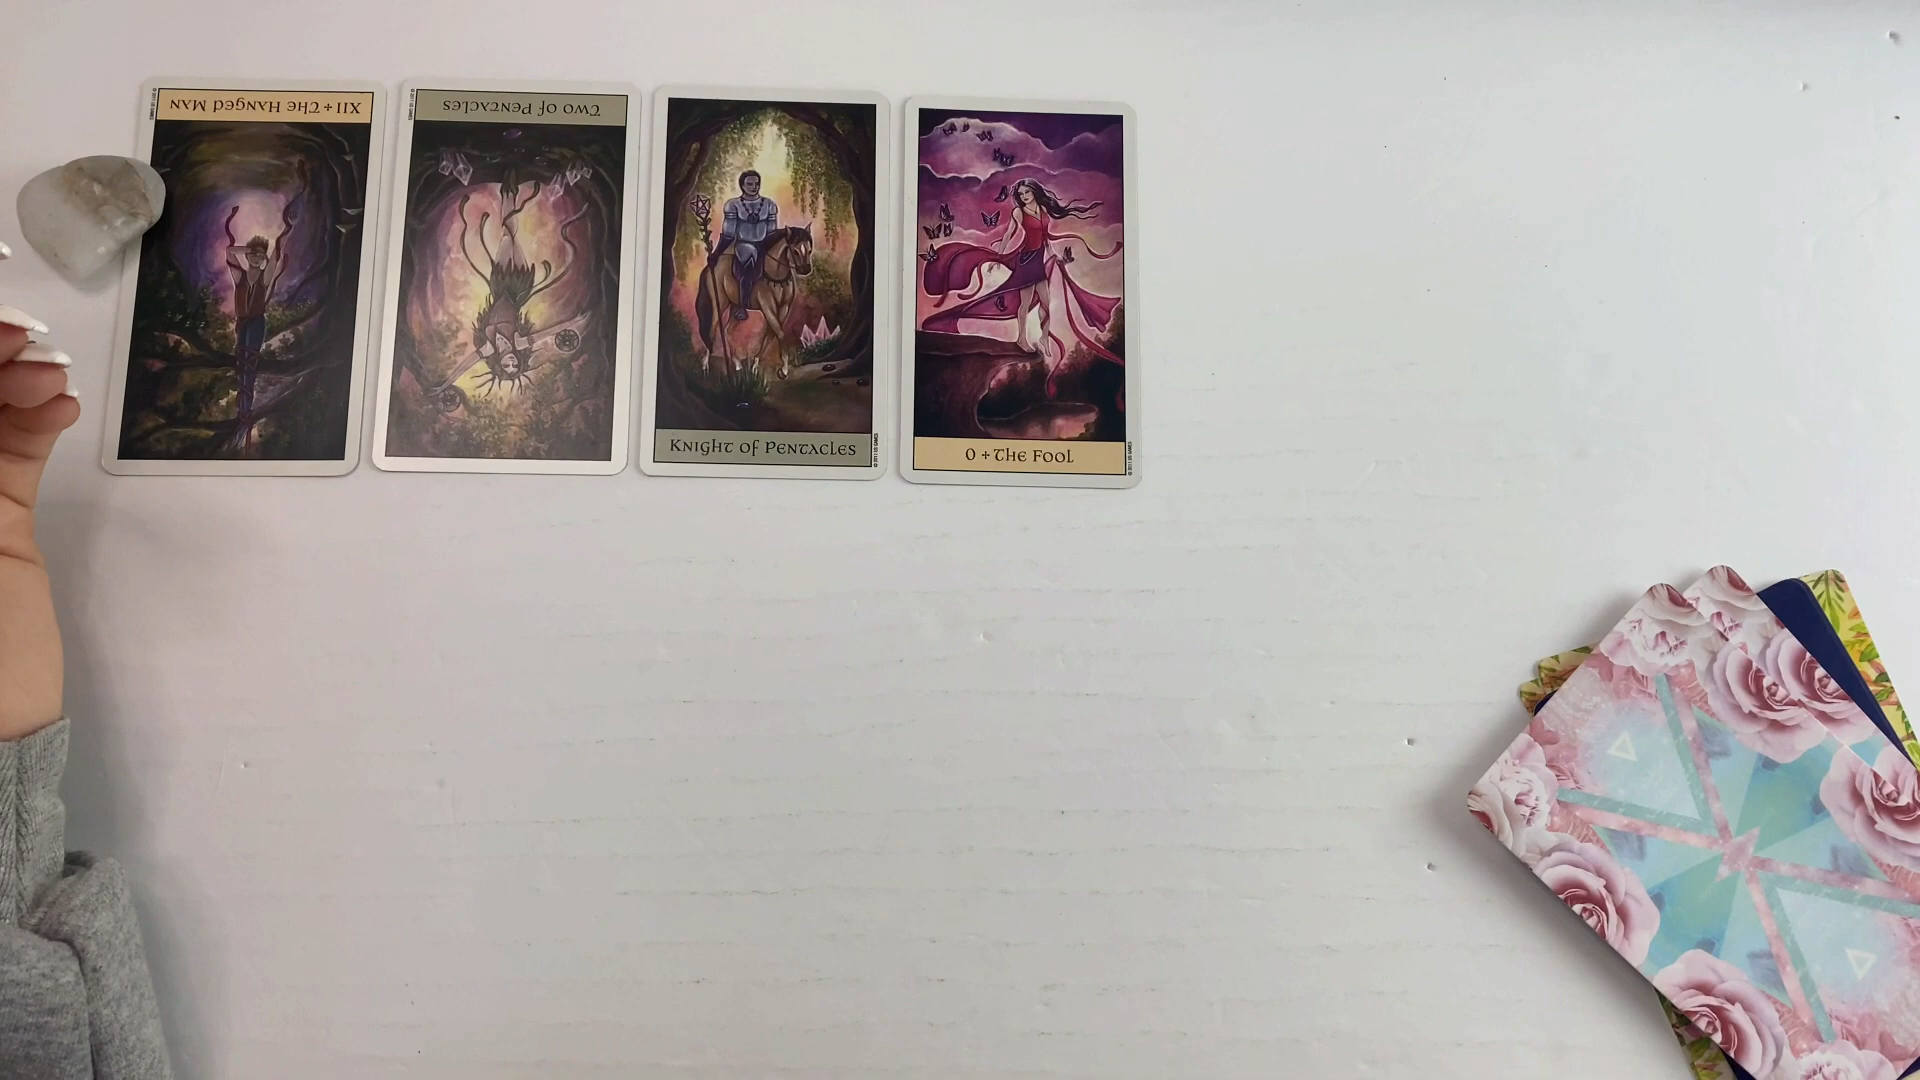 XII + The Hanged Man
Two of Pentacles
Knight of Pentacles
0 + The Fool